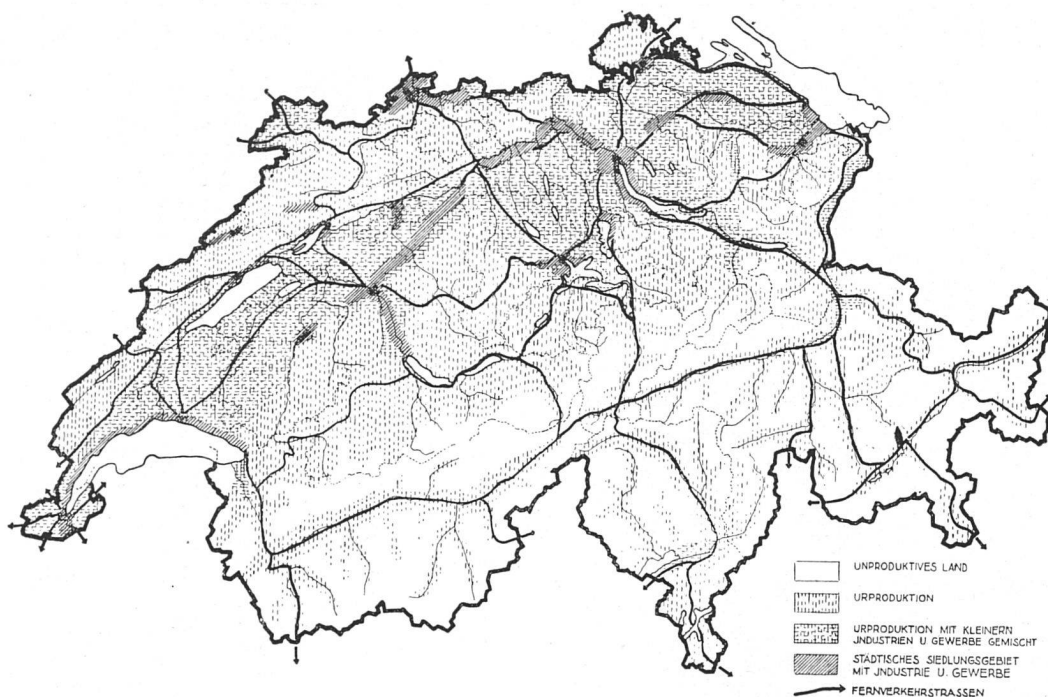 UNPRODUKTIVES LAND
URPRODUKTION
URPRODUKTION MIT KLEINERN
JNDUSTRIEN U GEWERBE GEMISCHT
STÄDTISCHES SIEDLUNGSGEBIET
MIT JNDUSTRIE U. GEWERBE
FERNVERKEHRSTRASSEN